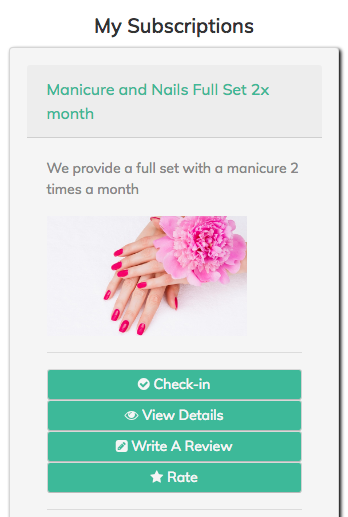 My Subscriptions
Manicure and Nails Full Set 2x
month
We provide a full set with a manicure 2
times a month
Check-in
View Details
Write A Review
Rate